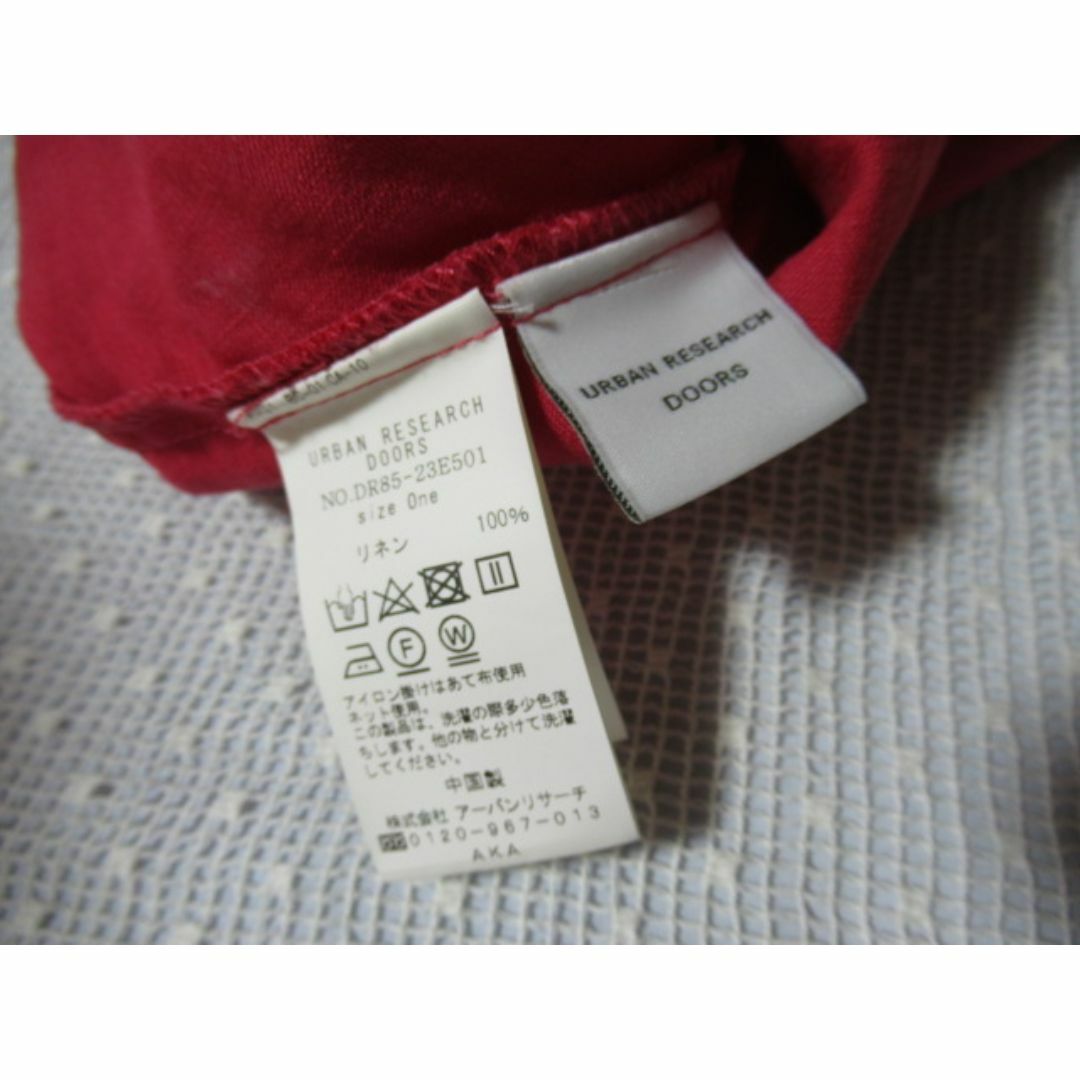 URBAN RESEARCH
DOORS
NO.DR85-23E501
size One
リネン 100%
F W
アイロン掛けはあて布使用
ネット使用。
この製品は、洗濯の際多少色落
ちします。他の物と分けて洗濯
してください。
中国製
株式会社 アーバンリサーチ
0120-967-013
AKA
URBAN RESEARCH
DOORS